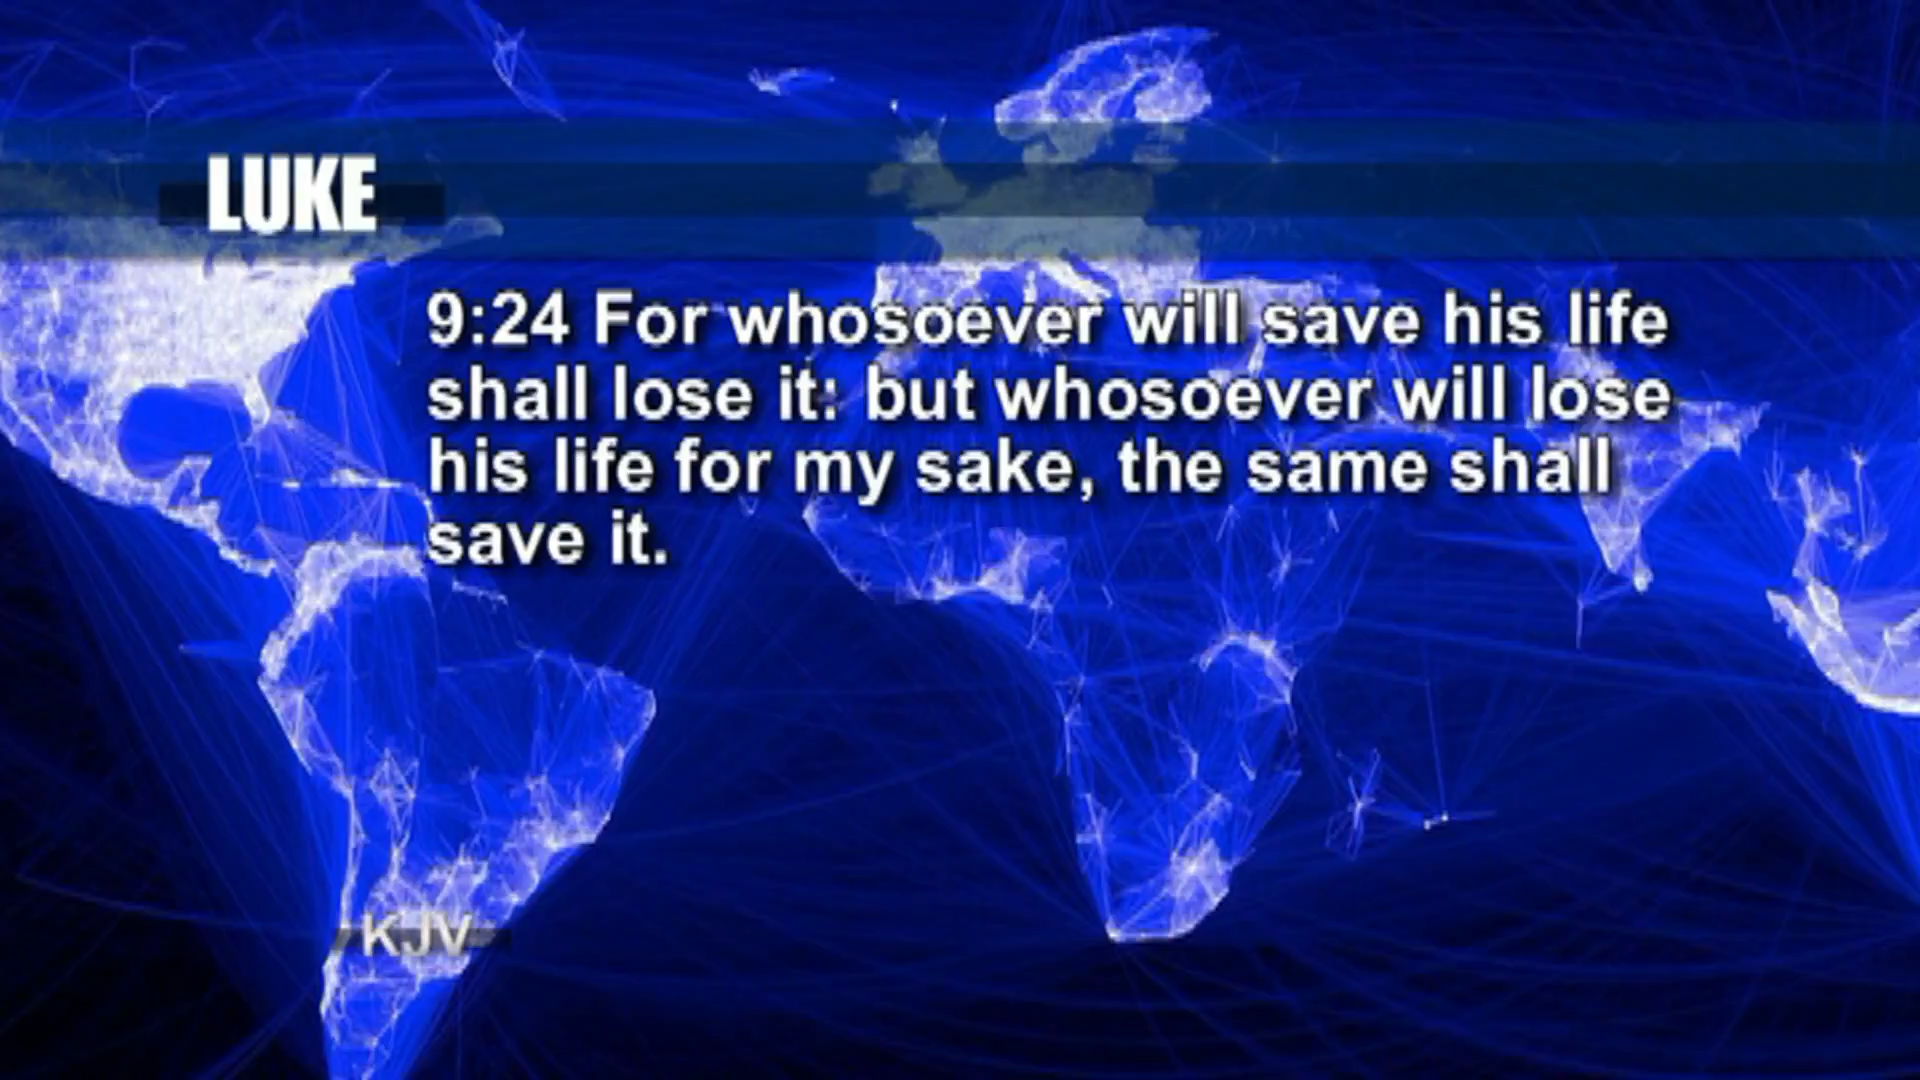 LUKE
9:24 For whosoever will save his life
shall lose it: but whosoever will lose
his life for my sake, the same shall
save it.
KJV